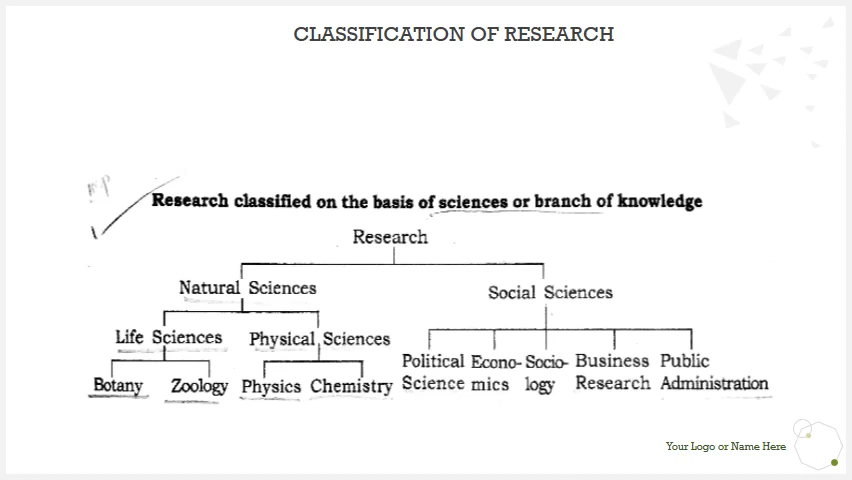 CLASSIFICATION OF RESEARCH
Research classified on the basis of sciences or branch of knowledge
Research
Natural Sciences
Social Sciences
Life Sciences
Physical Sciences
Botany
Zoology
Physics
Chemistry
Political Science
Econo-mics
Socio-logy
Business Research
Public Administration
Your Logo or Name Here